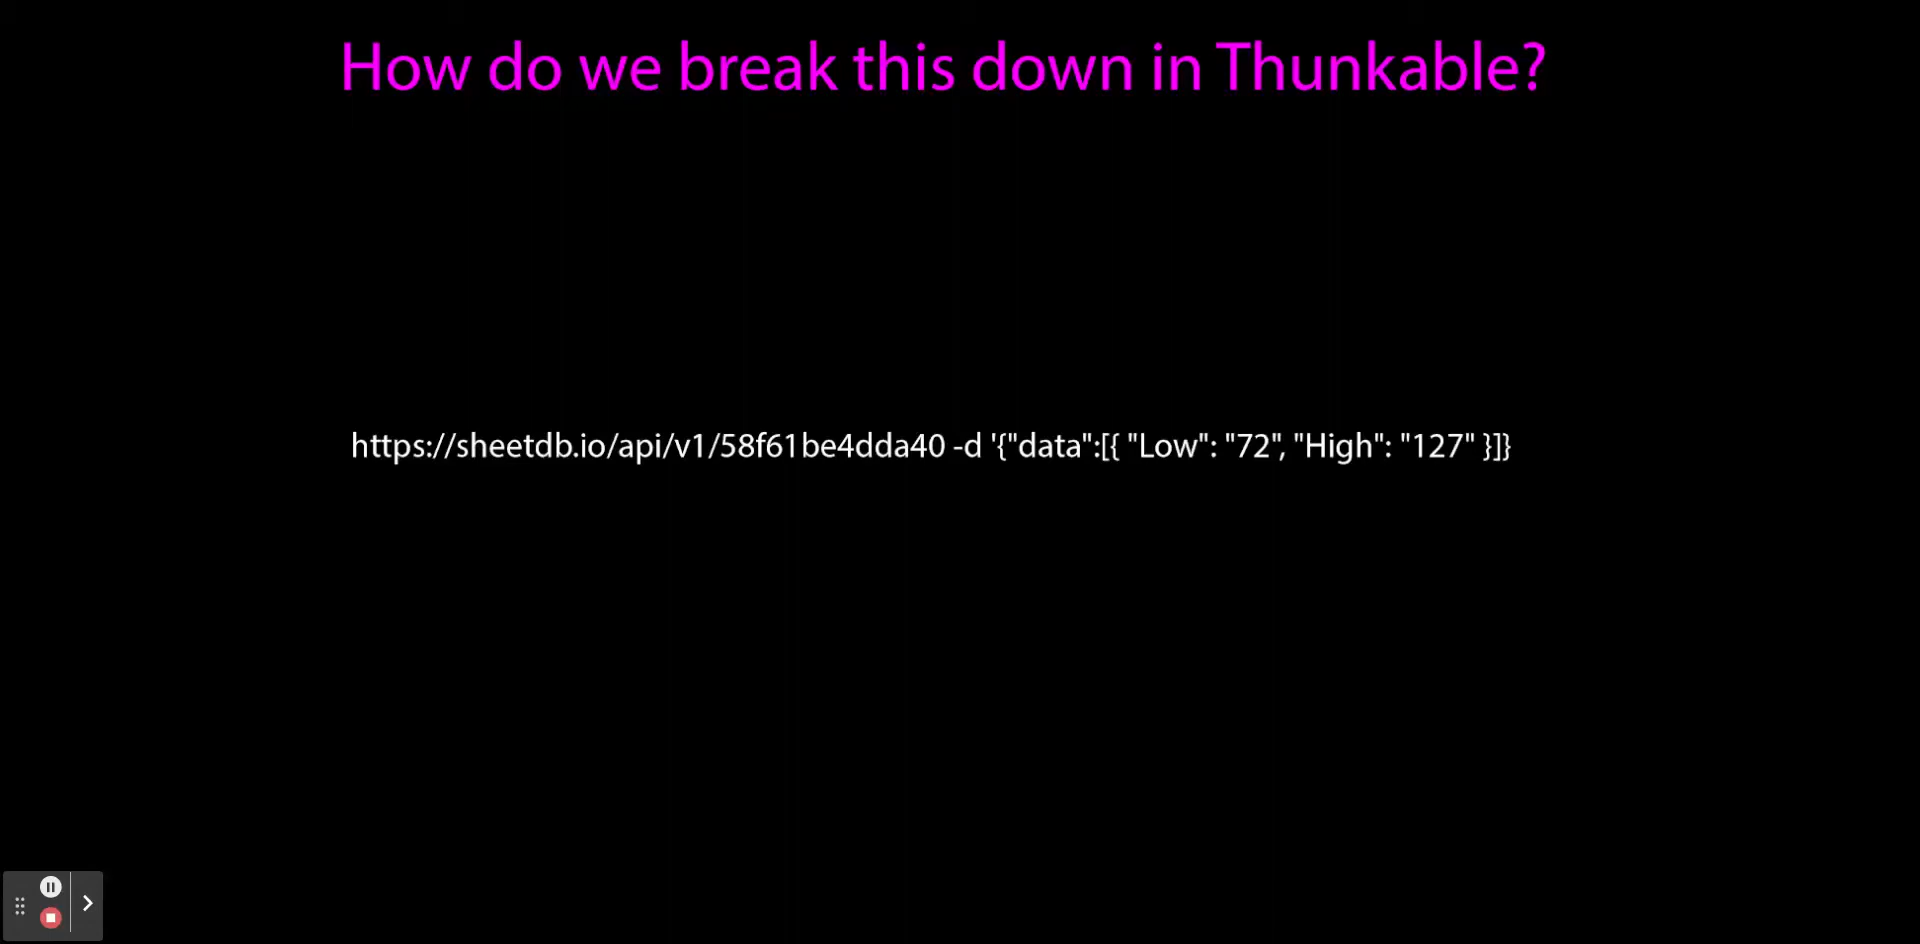 How do we break this down in Thunkable?
https://sheetdb.io/api/v1/58f61be4dda40 -d '{"data":[{ "Low": "72", "High": "127" }]}